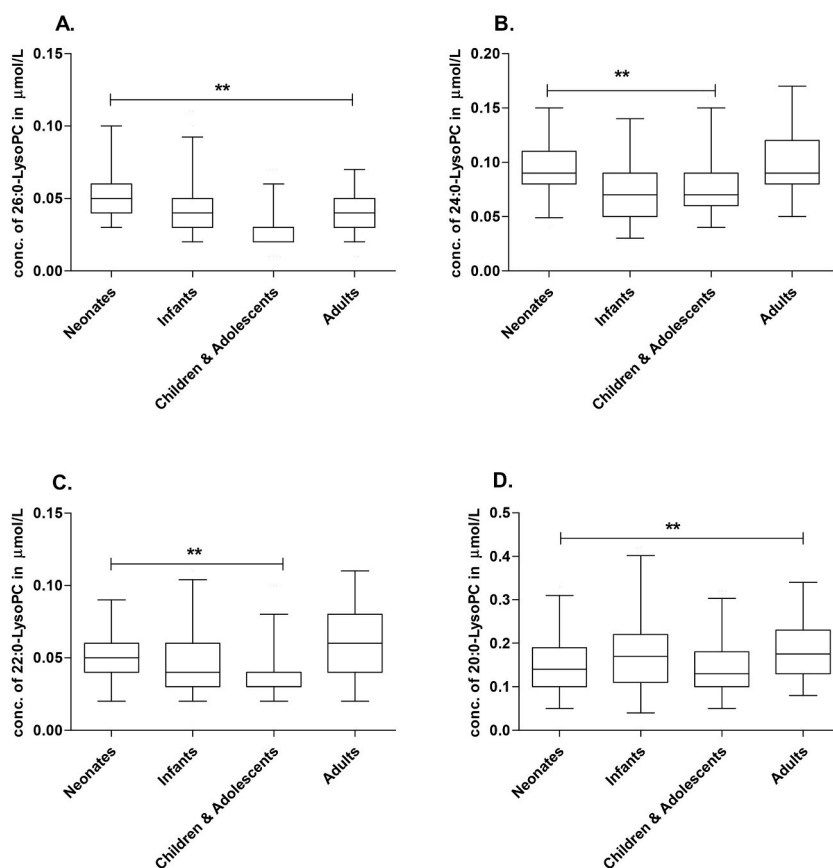 A.
conc. of 26:0-LysoPC in μmol/L
0.15
0.10
0.05
0.00
**
Neonates
Infants
Children & Adolescents
Adults
B.
conc. of 24:0-LysoPC in μmol/L
0.20
0.15
0.10
0.05
0.00
**
Neonates
Infants
Children & Adolescents
Adults
C.
conc. of 22:0-LysoPC in μmol/L
0.15
0.10
0.05
0.00
**
Neonates
Infants
Children & Adolescents
Adults
D.
conc. of 20:0-LysoPC in μmol/L
0.5
0.4
0.3
0.2
0.1
0.0
**
Neonates
Infants
Children & Adolescents
Adults